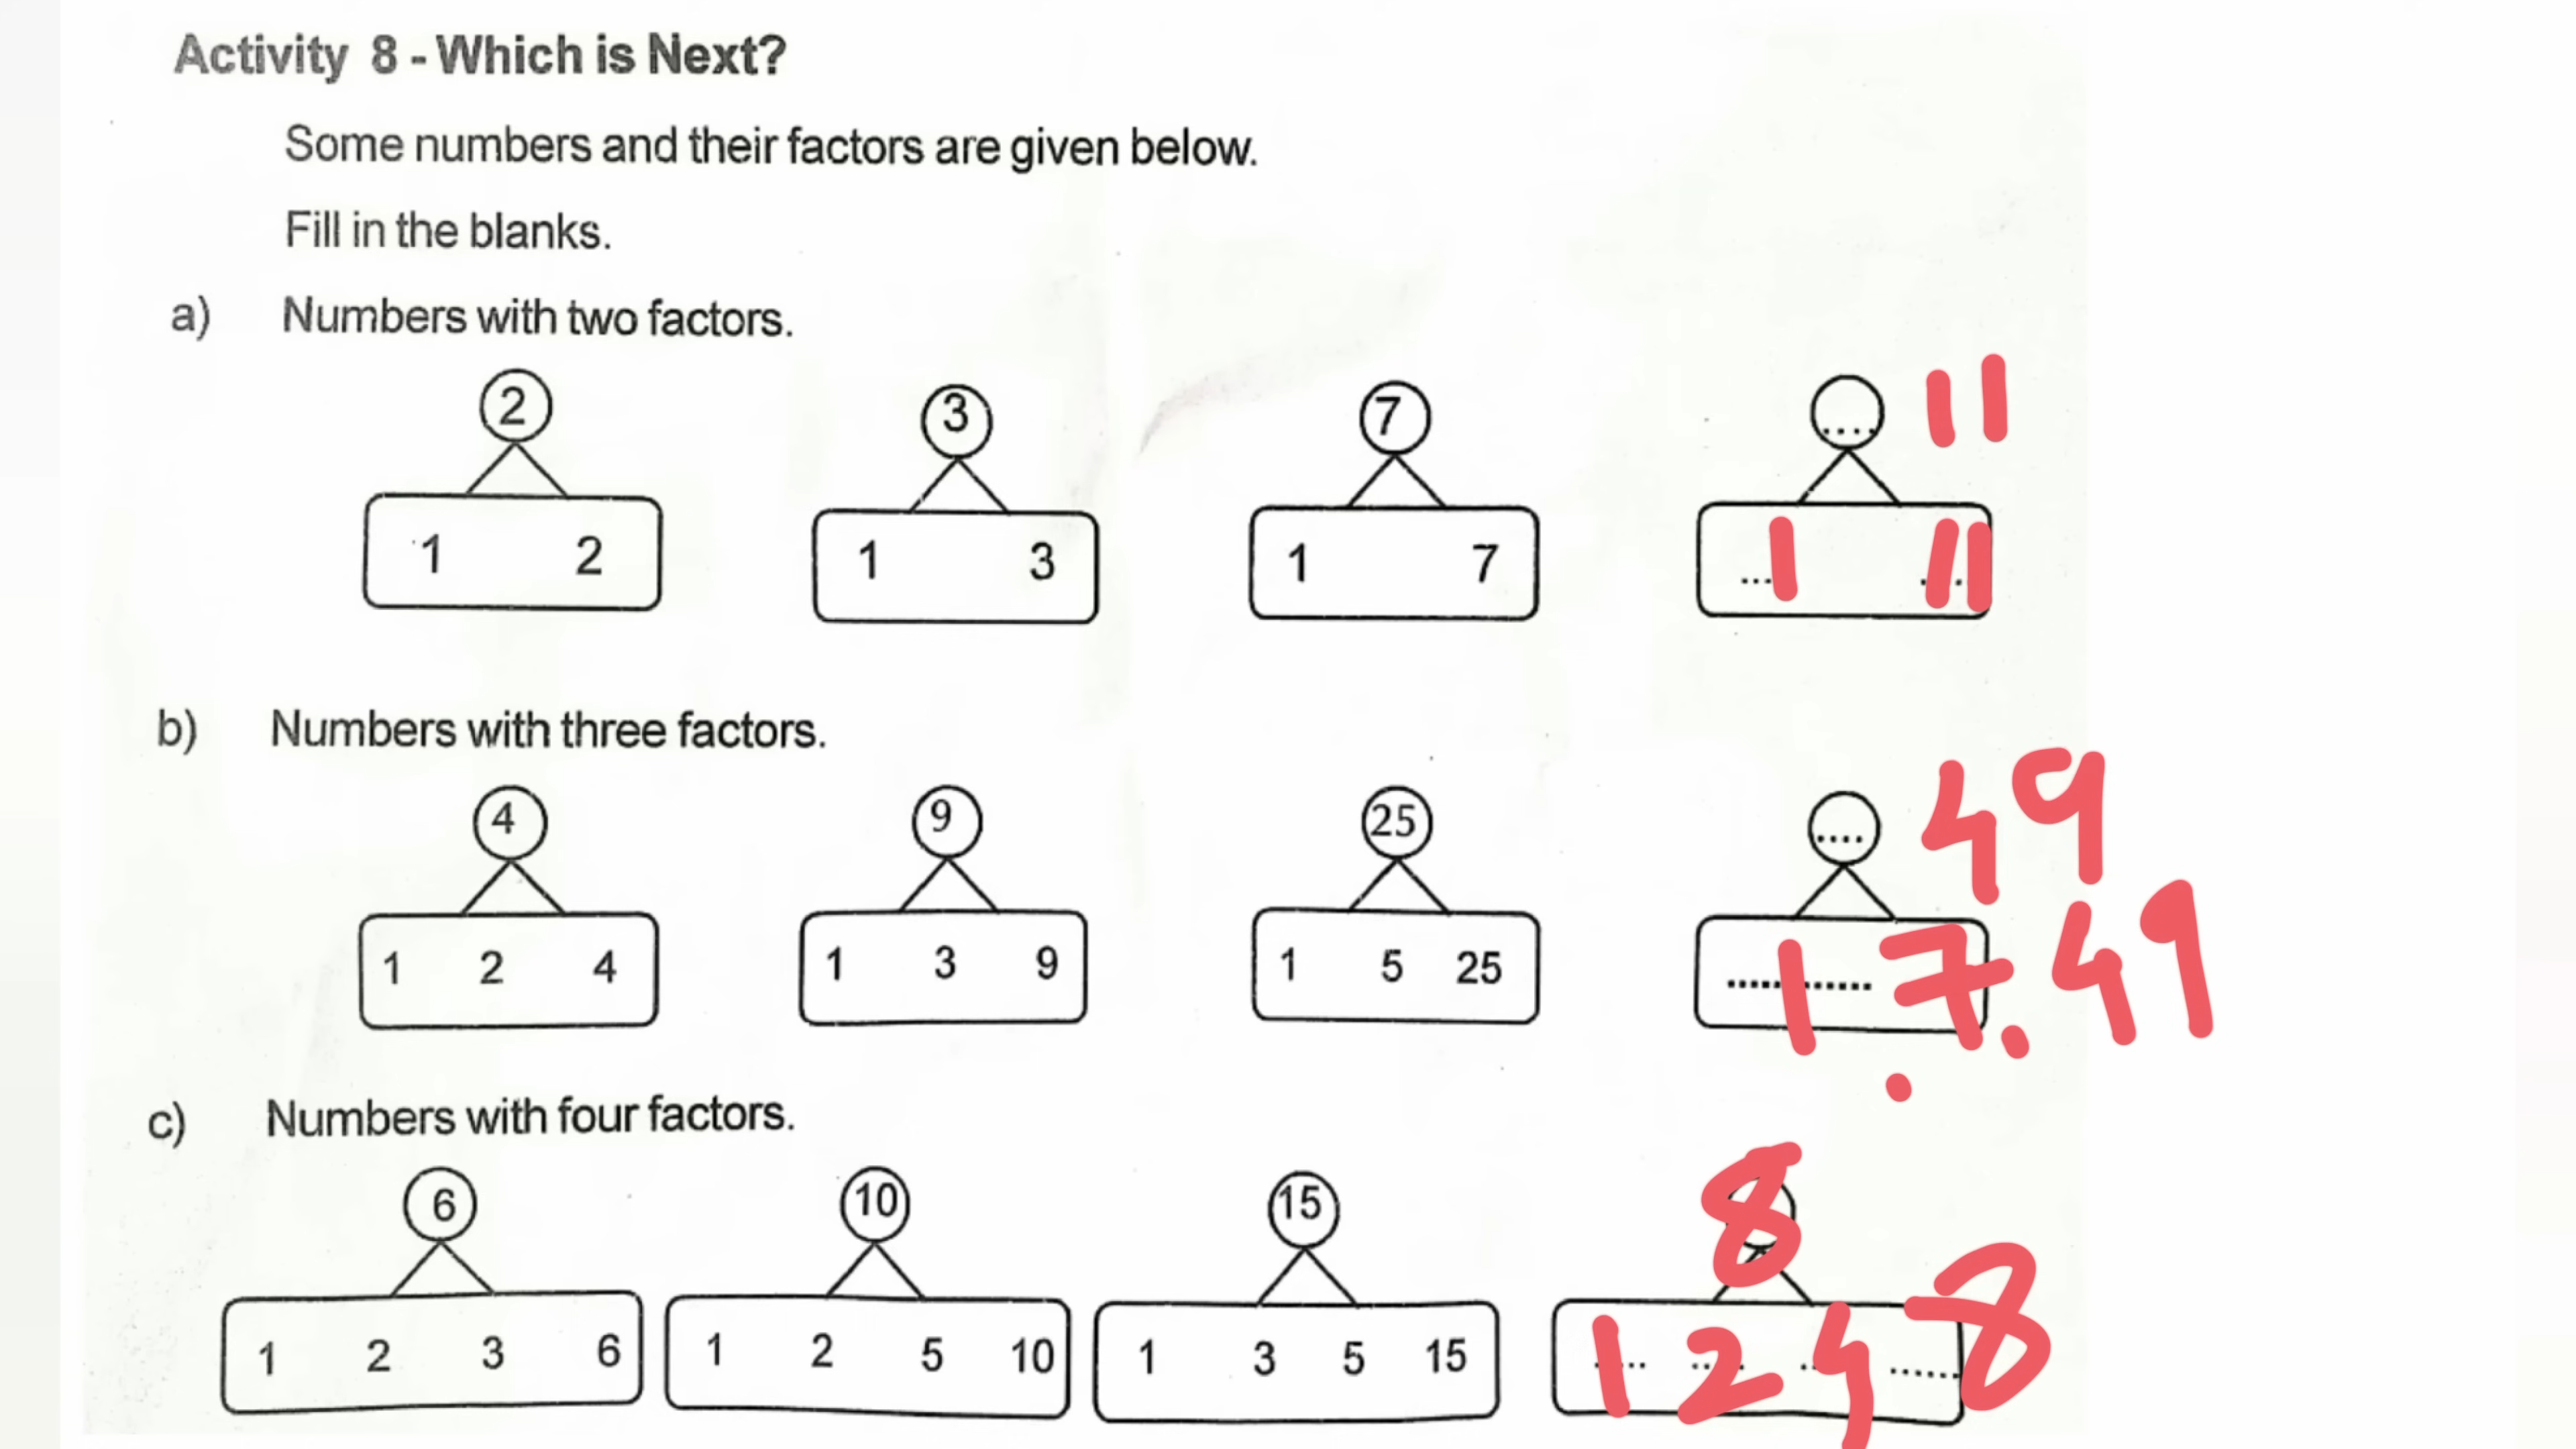 Activity 8 - Which is Next?
Some numbers and their factors are given below.
Fill in the blanks.
a) Numbers with two factors.
2 3 7 .... 11
1 2 1 3 1 7 ... 1 .... 11
b) Numbers with three factors.
4 9 25 .... 49
1 2 4 1 3 9 1 5 25 ............. 1 7. 49
c) Numbers with four factors.
6 10 15 8
1 2 3 6 1 2 5 10 1 3 5 15 ..... 1 ..... 2 ..... 4 ...... 8